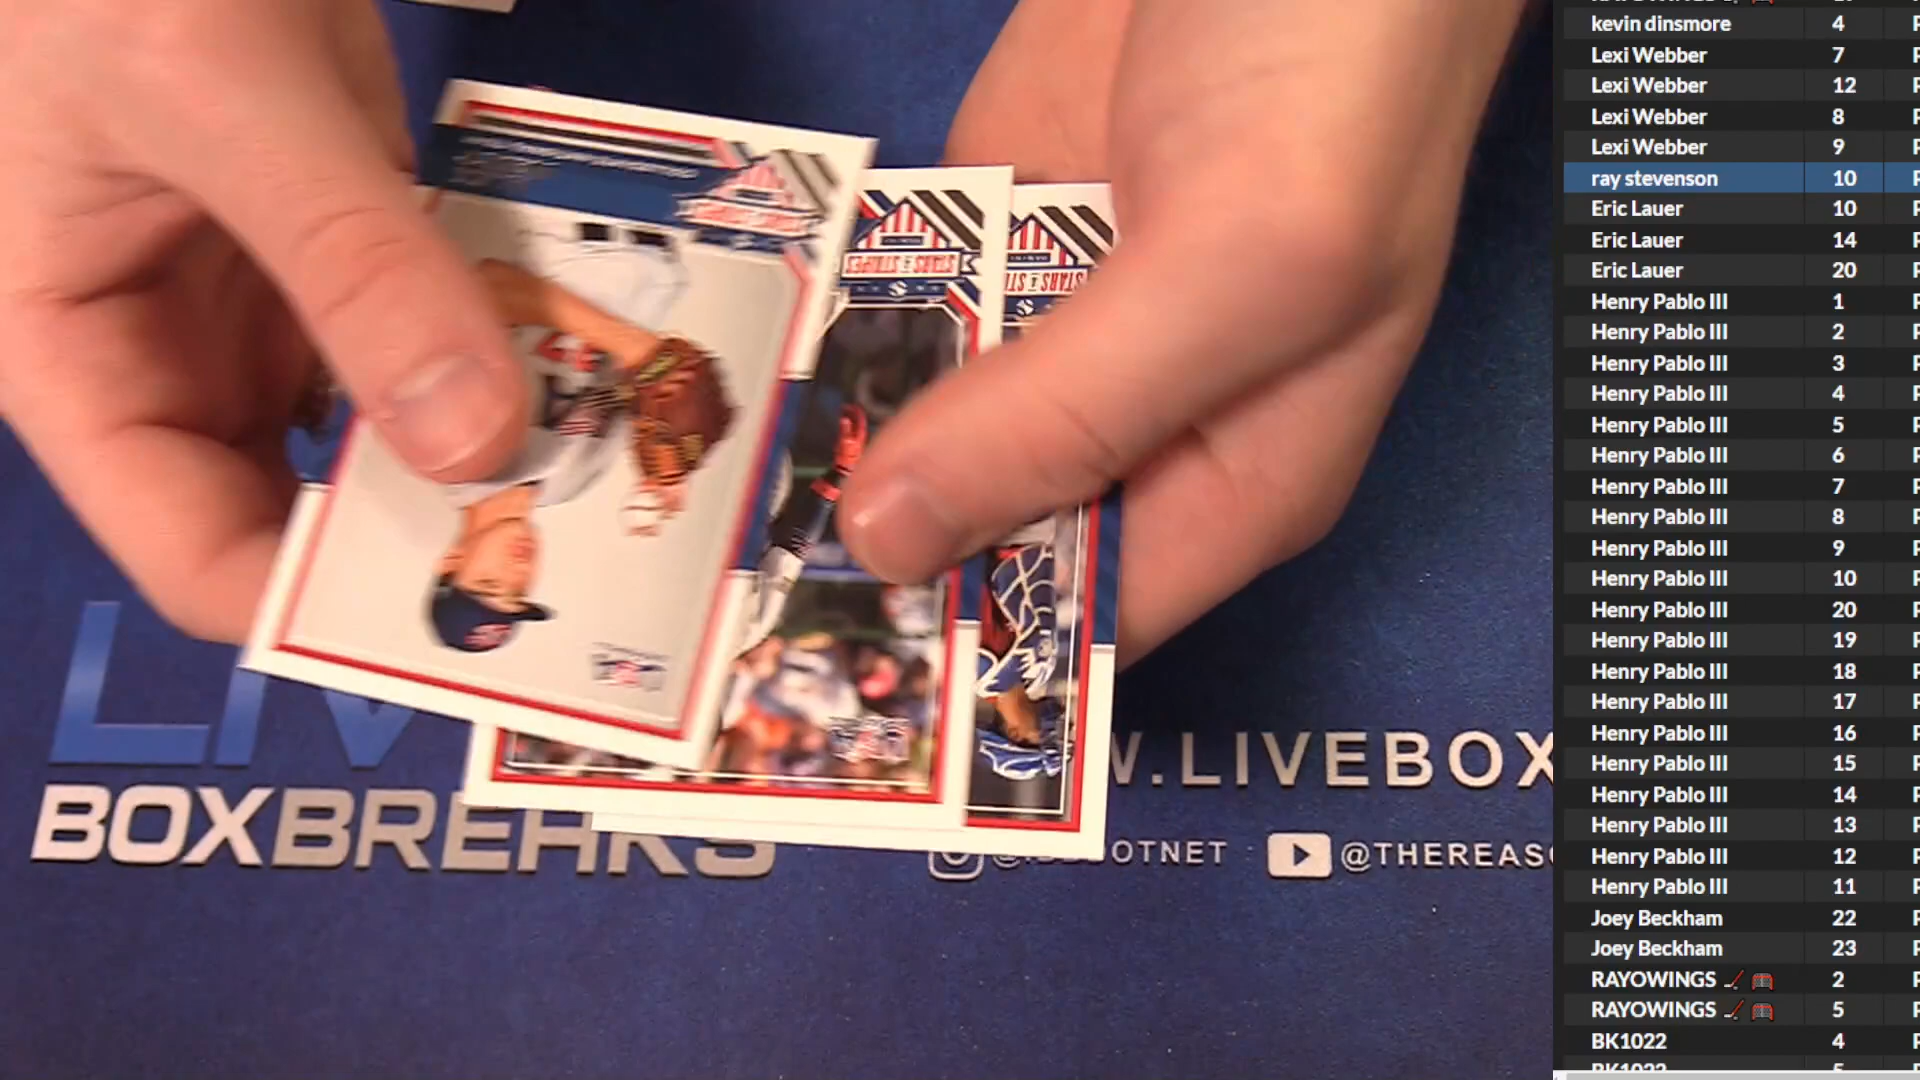 STARS & STRIPES
STARS & ST
LIV
BOXBREAKS
W.LIVEBOX
OTNET
@THEREASO
kevin dinsmore 4
Lexi Webber 7
Lexi Webber 12
Lexi Webber 8
Lexi Webber 9
ray stevenson 10
Eric Lauer 10
Eric Lauer 14
Eric Lauer 20
Henry Pablo III 1
Henry Pablo III 2
Henry Pablo III 3
Henry Pablo III 4
Henry Pablo III 5
Henry Pablo III 6
Henry Pablo III 7
Henry Pablo III 8
Henry Pablo III 9
Henry Pablo III 10
Henry Pablo III 20
Henry Pablo III 19
Henry Pablo III 18
Henry Pablo III 17
Henry Pablo III 16
Henry Pablo III 15
Henry Pablo III 14
Henry Pablo III 13
Henry Pablo III 12
Henry Pablo III 11
Joey Beckham 22
Joey Beckham 23
RAYOWINGS 2
RAYOWINGS 5
BK1022 4
BK1022 5